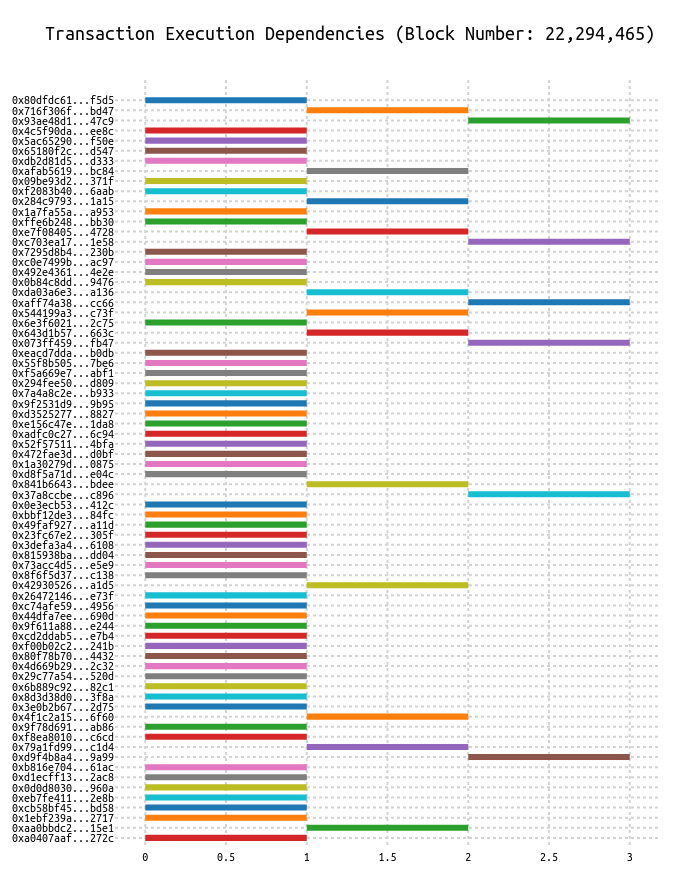 Transaction Execution Dependencies (Block Number: 22,294,465)
0x80dfdc61...f5d5
0x716f306f...bd47
0x93ae48d1...47c9
0x4c5f90da...ee8c
0x5ac65290...f50e
0x65180f2c...d547
0xdb2d81d5...d333
0xafab5619...bc84
0x09be93d2...371f
0xf2083b40...6aab
0x284c9793...1a15
0x1a7fa55a...a953
0xffe6b248...bb30
0xe7f08405...4728
0xc703ea17...1e58
0x7295d8b4...230b
0xc0e7499b...ac97
0x492e4361...4e2e
0x0b84c8dd...9476
0xda03a6e3...a136
0xaff74a38...cc66
0x544199a3...c73f
0x6e3f6021...2c75
0x643d1b57...663c
0x073ff459...fb47
0xeacd7dda...b0db
0x55f8b505...7be6
0xf5a669e7...abf1
0x294fee50...d809
0x7a4a8c2e...b933
0x9f2531d9...9b95
0xd3525277...8827
0xe156c47e...1da8
0xadfc0c27...6c94
0x52f57511...4bfa
0x472fae3d...d0bf
0x1a30279d...0875
0xd8f5a71d...e04c
0x841b6643...bdee
0x37a8ccbe...c896
0x0e3ecb53...412c
0xbbf12de3...84fc
0x49faf927...a11d
0x23fc67e2...305f
0x3defa3a4...6108
0x815938ba...dd04
0x73acc4d5...e5e9
0x8f6f5d37...c138
0x42930526...a1d5
0x26472146...e73f
0xc74afe59...4956
0x44dfa7ee...690d
0x9f611a88...e244
0xcd2ddab5...e7b4
0xf00b02c2...241b
0x80f78b70...4432
0x4d669b29...2c32
0x29c77a54...520d
0x6b889c92...82c1
0x8d3d38d0...3f8a
0x3e0b2b67...2d75
0x4f1c2a15...6f60
0x9f78d691...ab86
0xf8ea8010...c6cd
0x79a1fd99...c1d4
0xd9f4b8a4...9a99
0xb816e704...61ac
0xd1ecff13...2ac8
0x0d0d8030...960a
0xeb7fe411...2e8b
0xcb58bf45...bd58
0x1ebf239a...2717
0xaa0bbdc2...15e1
0xa0407aaf...272c
0 0.5 1 1.5 2 2.5 3